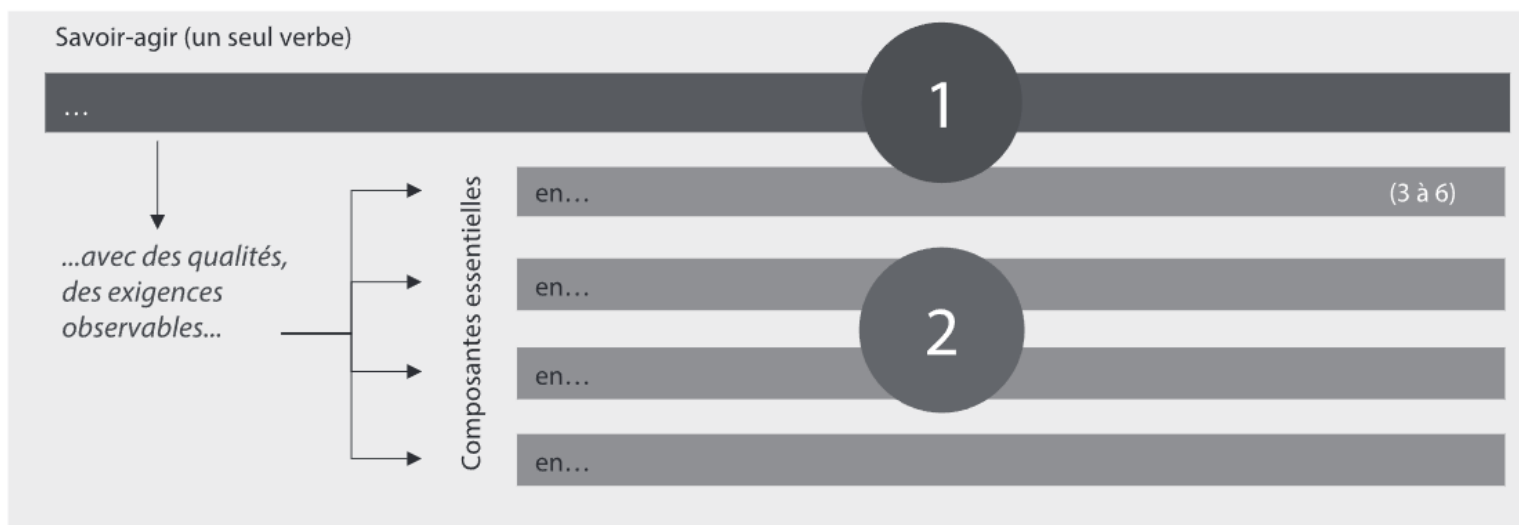 Savoir-agir (un seul verbe)
…
1
...avec des qualités,
des exigences
observables...
Composantes essentielles
en… (3 à 6)
en…
2
en…
en…